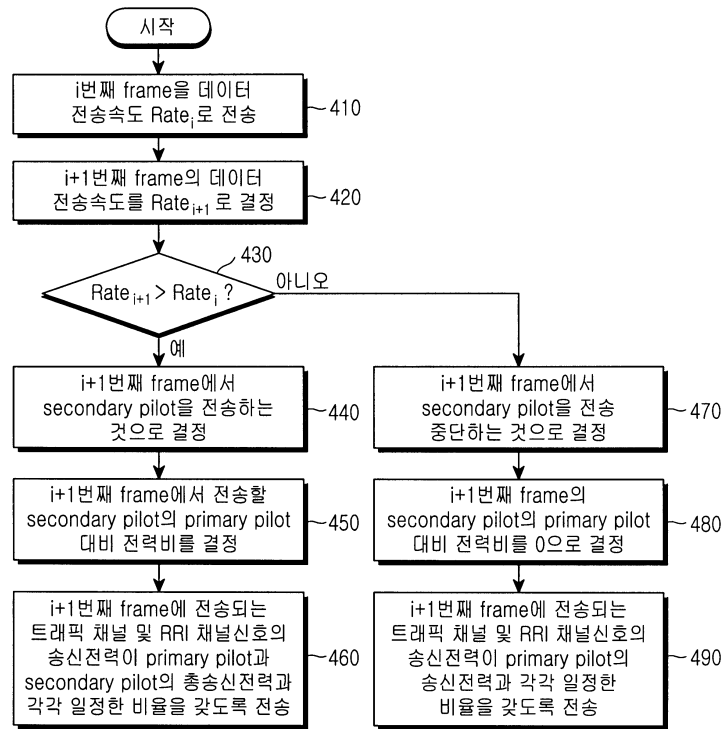 시작
i번째 frame을 데이터
전송속도 Rateᵢ로 전송
410
i+1번째 frame의 데이터
전송속도를 Rateᵢ₊₁로 결정
420
430
Rateᵢ₊₁ > Rateᵢ ?
아니오
예
i+1번째 frame에서
secondary pilot을 전송하는
것으로 결정
440
i+1번째 frame에서 전송할
secondary pilot의 primary pilot
대비 전력비를 결정
450
i+1번째 frame에 전송되는
트래픽 채널 및 RRI 채널신호의
송신전력이 primary pilot과
secondary pilot의 총송신전력과
각각 일정한 비율을 갖도록 전송
460
i+1번째 frame에서
secondary pilot을 전송
중단하는 것으로 결정
470
i+1번째 frame의
secondary pilot의 primary pilot
대비 전력비를 0으로 결정
480
i+1번째 frame에 전송되는
트래픽 채널 및 RRI 채널신호의
송신전력이 primary pilot의
송신전력과 각각 일정한
비율을 갖도록 전송
490